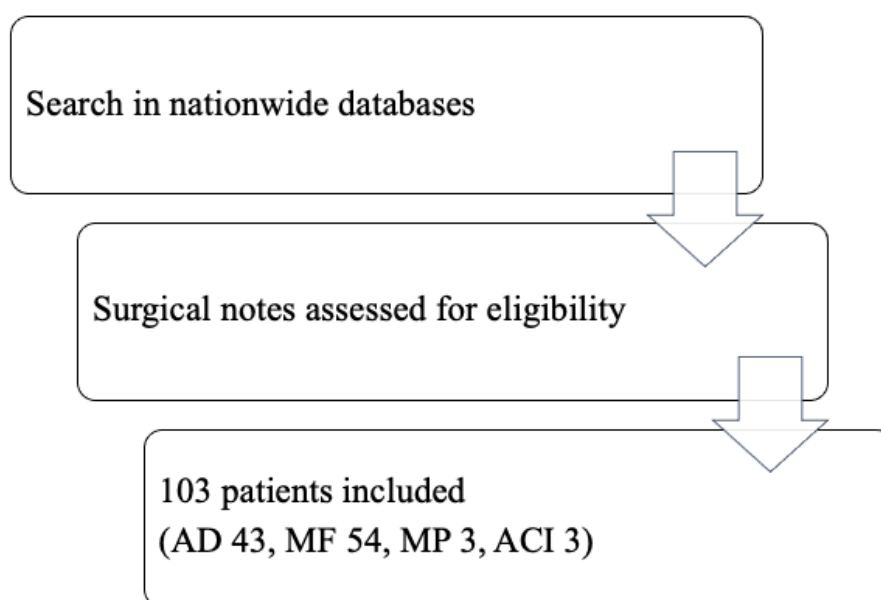 Search in nationwide databases
Surgical notes assessed for eligibility
103 patients included
(AD 43, MF 54, MP 3, ACI 3)